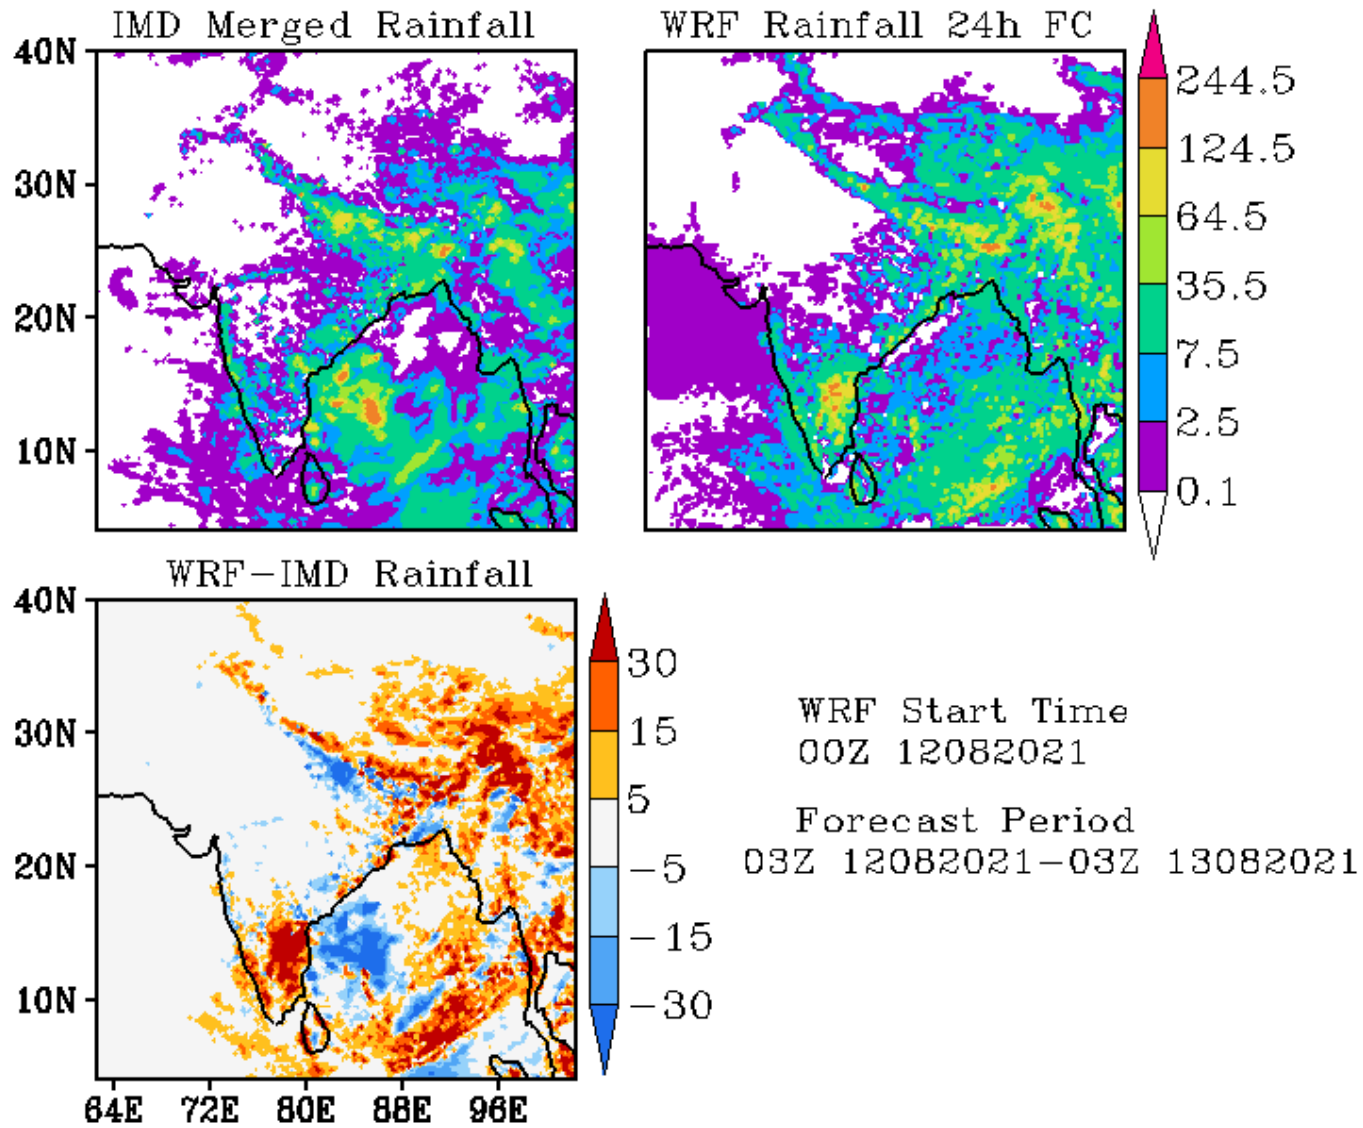 IMD Merged Rainfall
WRF Rainfall 24h FC
40N
30N
20N
10N
244.5
124.5
64.5
35.5
7.5
2.5
0.1
WRF-IMD Rainfall
40N
30N
20N
10N
64E 72E 80E 88E 96E
30
15
5
-5
-15
-30
WRF Start Time
00Z 12082021
Forecast Period
03Z 12082021-03Z 13082021